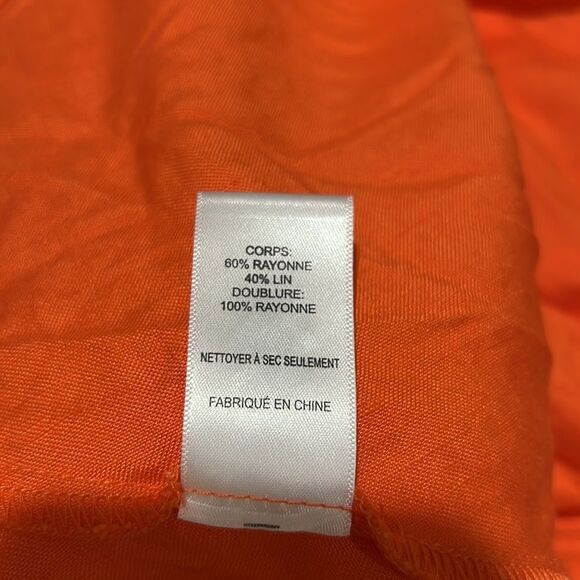 CORPS:
60% RAYONNE
40% LIN
DOUBLURE:
100% RAYONNE
NETTOYER À SEC SEULEMENT
FABRIQUÉ EN CHINE